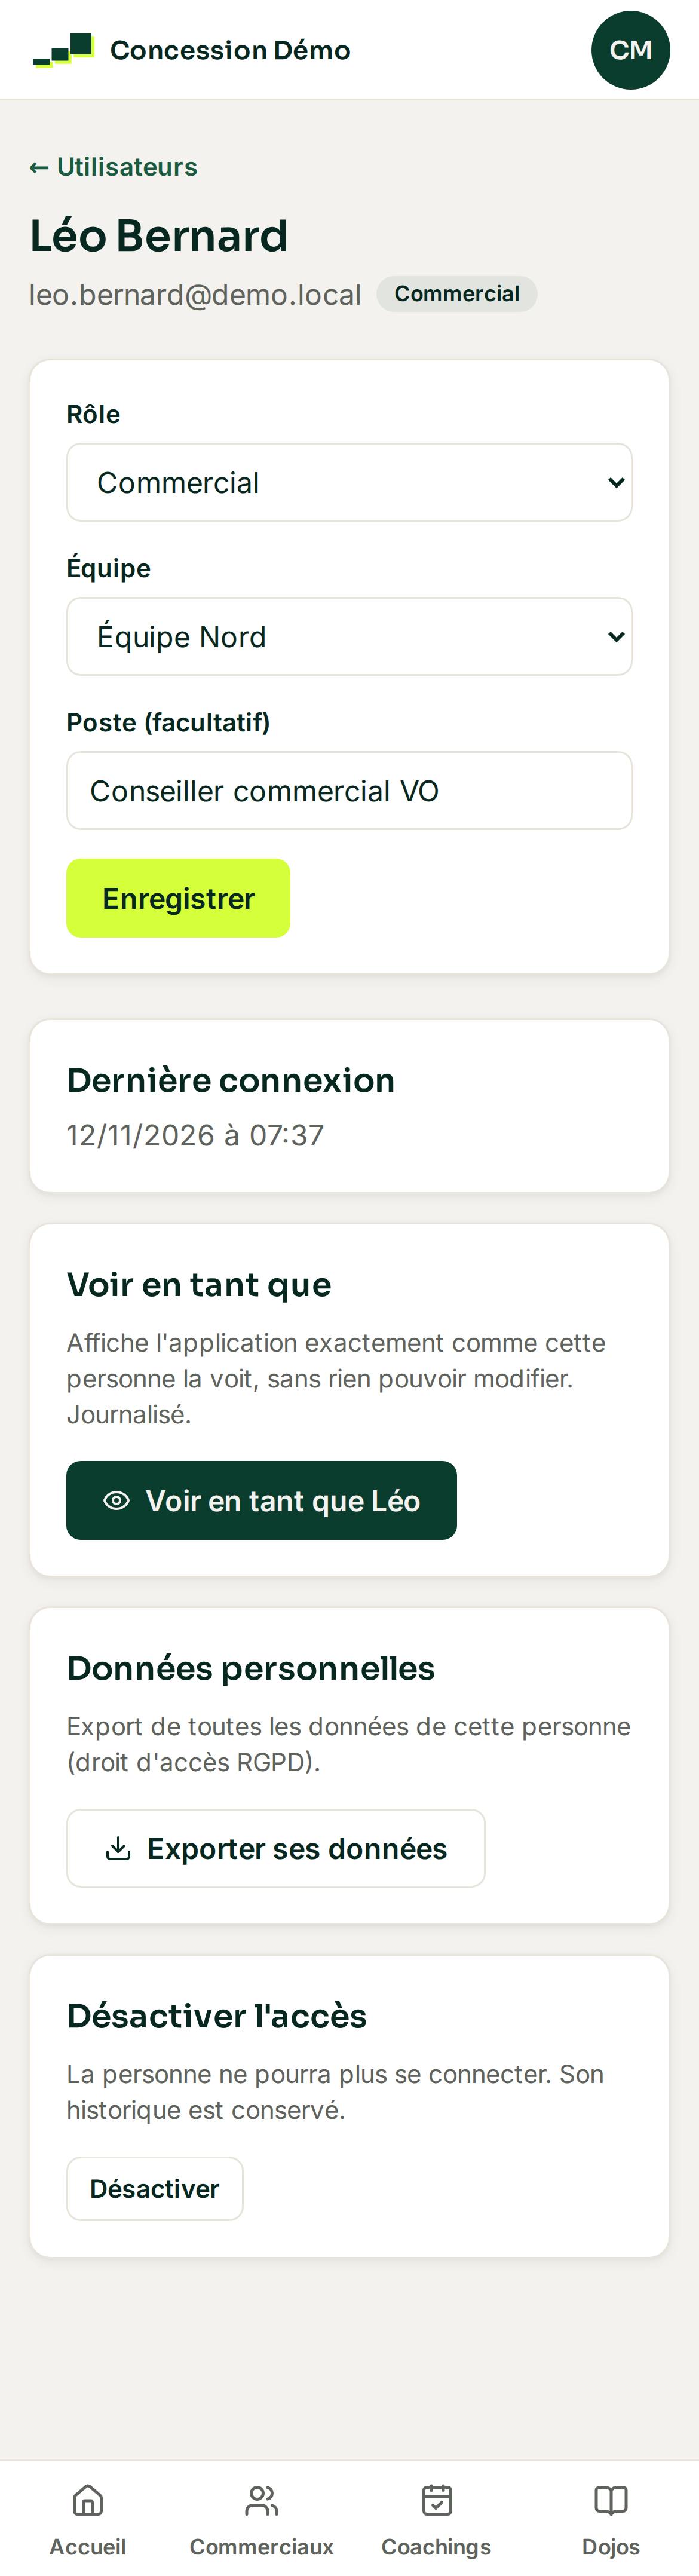 Concession Démo
CM
← Utilisateurs
Léo Bernard
leo.bernard@demo.local Commercial
Rôle
Commercial
Équipe
Équipe Nord
Poste (facultatif)
Conseiller commercial VO
Enregistrer
Dernière connexion
12/11/2026 à 07:37
Voir en tant que
Affiche l'application exactement comme cette
personne la voit, sans rien pouvoir modifier.
Journalisé.
Voir en tant que Léo
Données personnelles
Export de toutes les données de cette personne
(droit d'accès RGPD).
Exporter ses données
Désactiver l'accès
La personne ne pourra plus se connecter. Son
historique est conservé.
Désactiver
Accueil Commerciaux Coachings Dojos